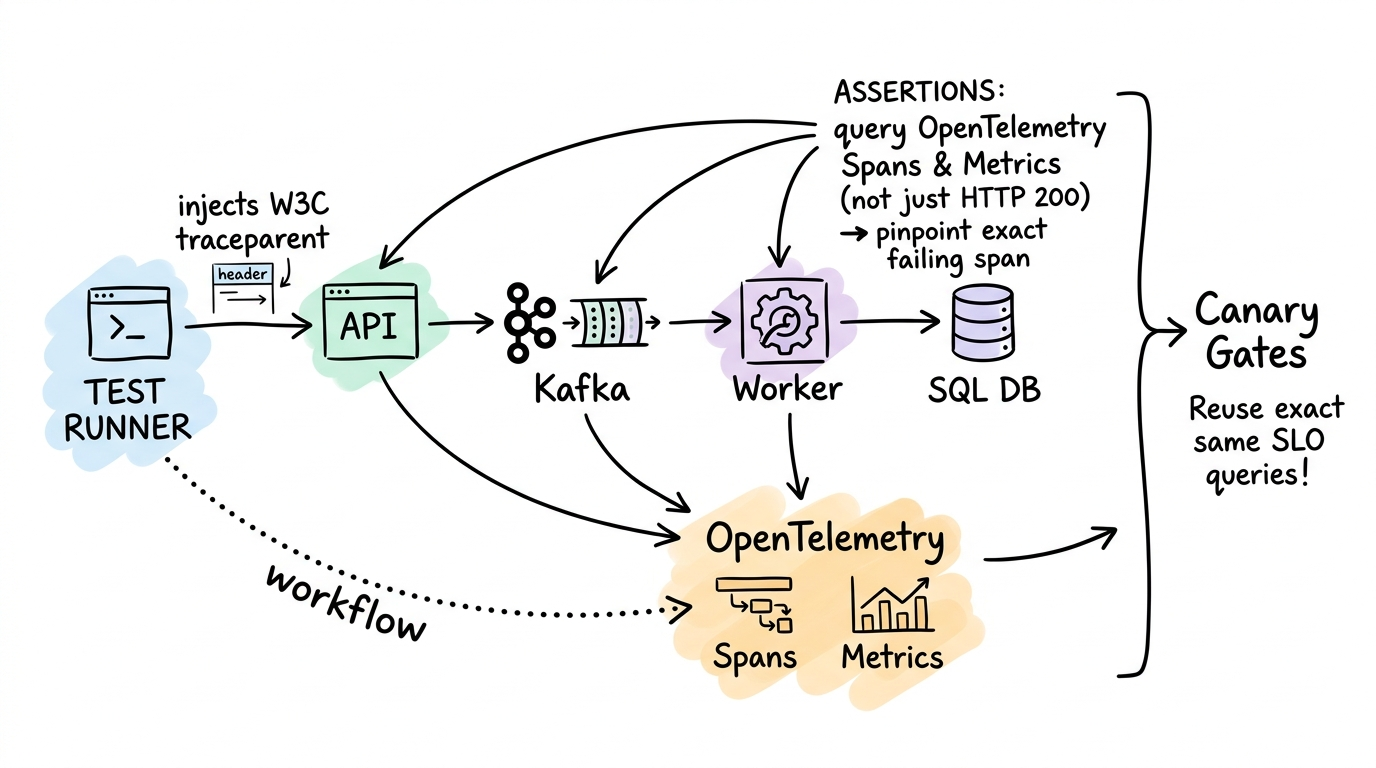 ASSERTIONS:
query OpenTelemetry
Spans & Metrics
(not just HTTP 200)
→ pinpoint exact
failing span
injects W3C
traceparent
header
>_
TEST
RUNNER
API
Kafka
Worker
SQL DB
Canary
Gates
Reuse exact
same SLO
queries!
workflow
OpenTelemetry
Spans
Metrics